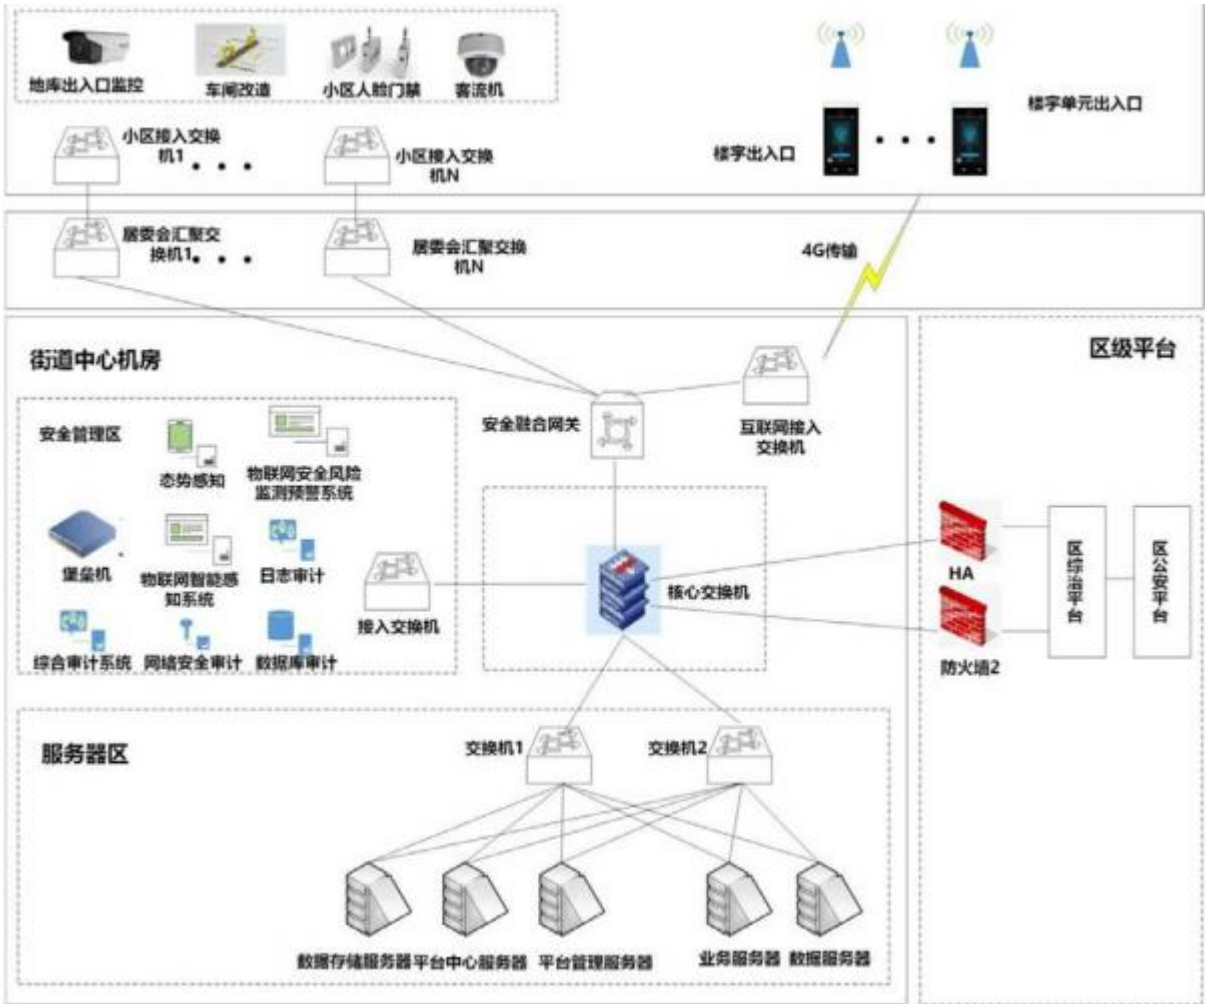 地库出入口监控
车闸改造
小区人脸门禁
客流机
楼宇单元出入口
楼宇出入口
小区接入交换
机1
小区接入交换
机N
居委会汇聚交
换机1
居委会汇聚交换
机N
4G传输
街道中心机房
区级平台
安全管理区
态势感知
物联网安全风险
监测预警系统
安全融合网关
互联网接入
交换机
堡垒机
物联网智能感
知系统
日志审计
接入交换机
核心交换机
HA
区综治平台
区公安平台
综合审计系统
网络安全审计
数据库审计
防火墙2
服务器区
交换机1
交换机2
数据存储服务器
平台中心服务器
平台管理服务器
业务服务器
数据服务器